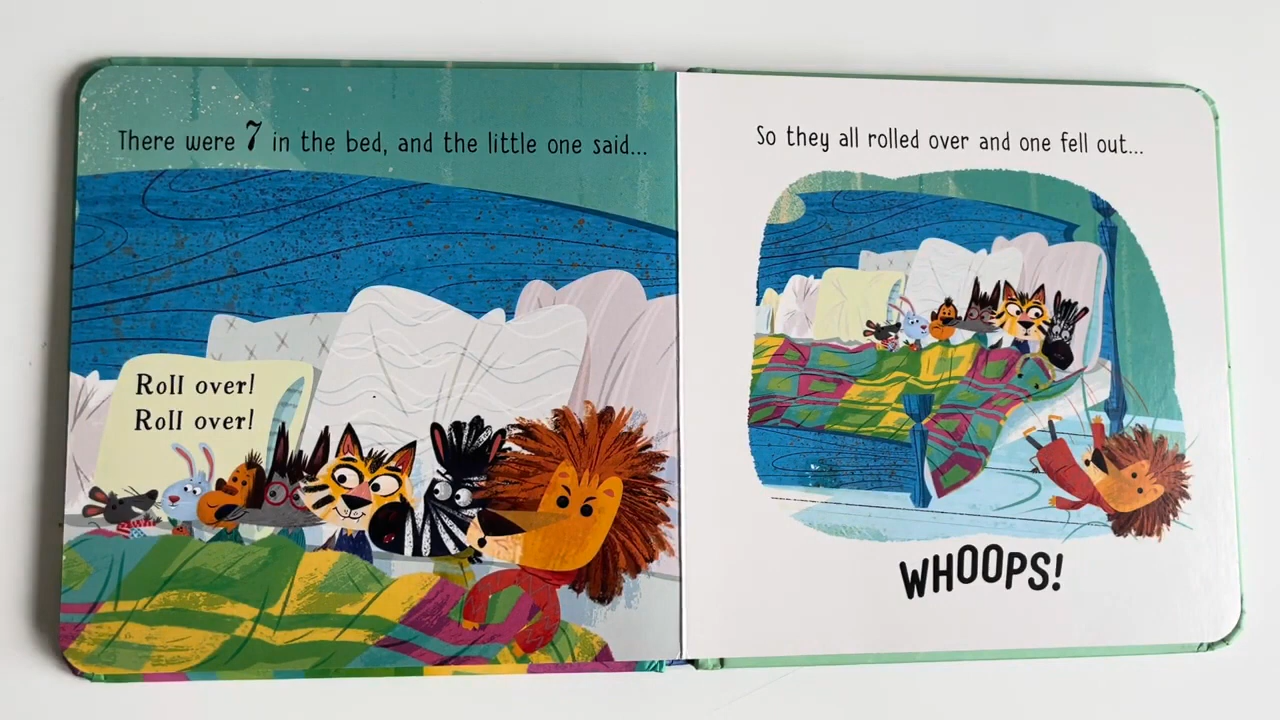 There were 7 in the bed, and the little one said...
Roll over!
Roll over!
So they all rolled over and one fell out...
WHOOPS!